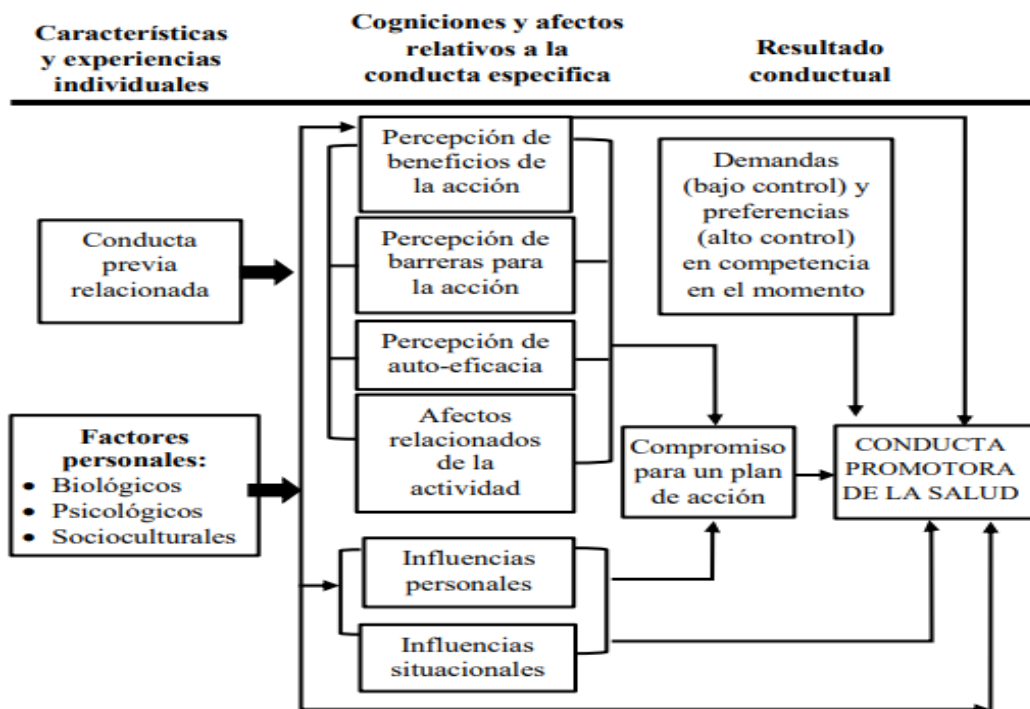 Características
y experiencias
individuales
Cogniciones y afectos
relativos a la
conducta especifica
Resultado
conductual
Conducta
previa
relacionada
Factores
personales:
• Biológicos
• Psicológicos
• Socioculturales
Percepción de
beneficios de
la acción
Percepción de
barreras para
la acción
Percepción de
auto-eficacia
Afectos
relacionados
de la
actividad
Influencias
personales
Influencias
situacionales
Demandas
(bajo control) y
preferencias
(alto control)
en competencia
en el momento
Compromiso
para un plan
de acción
CONDUCTA
PROMOTORA
DE LA SALUD